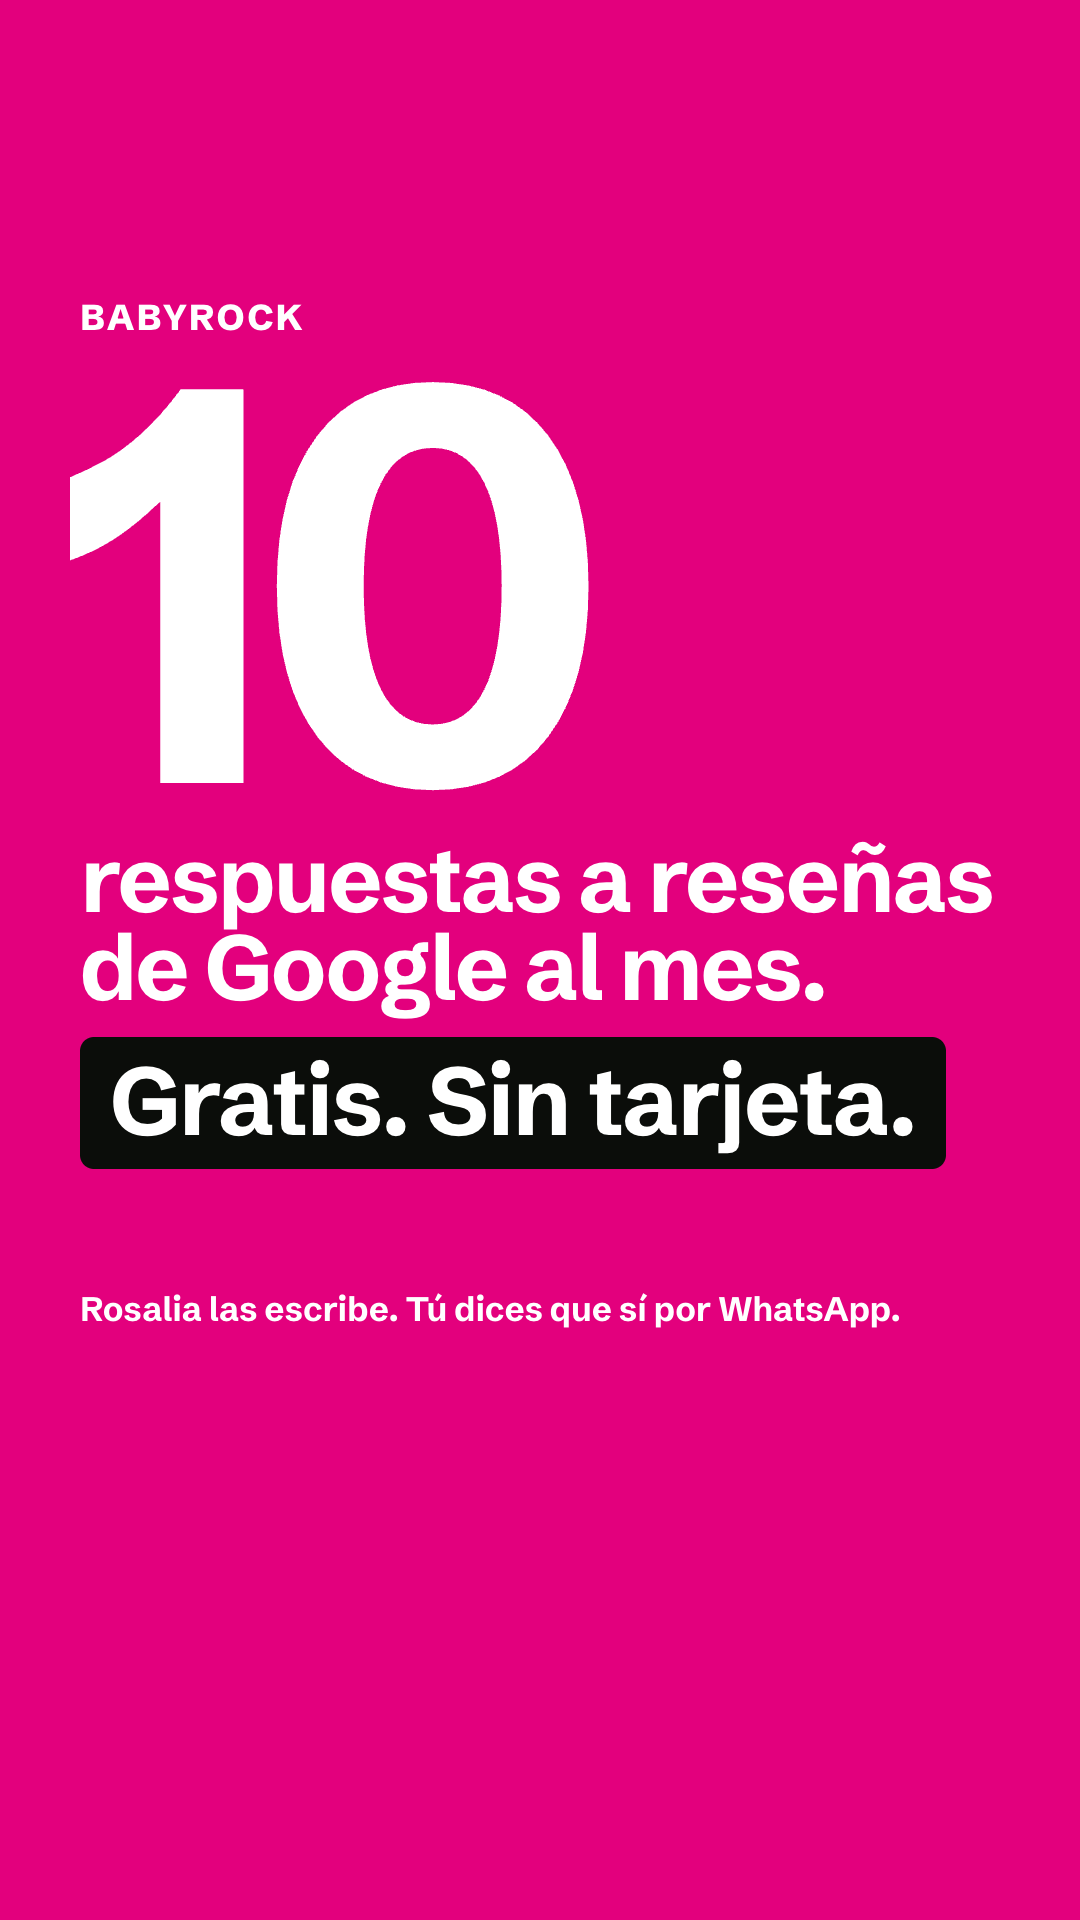 BABYROCK
10
respuestas a reseñas
de Google al mes.
Gratis. Sin tarjeta.
Rosalia las escribe. Tú dices que sí por WhatsApp.